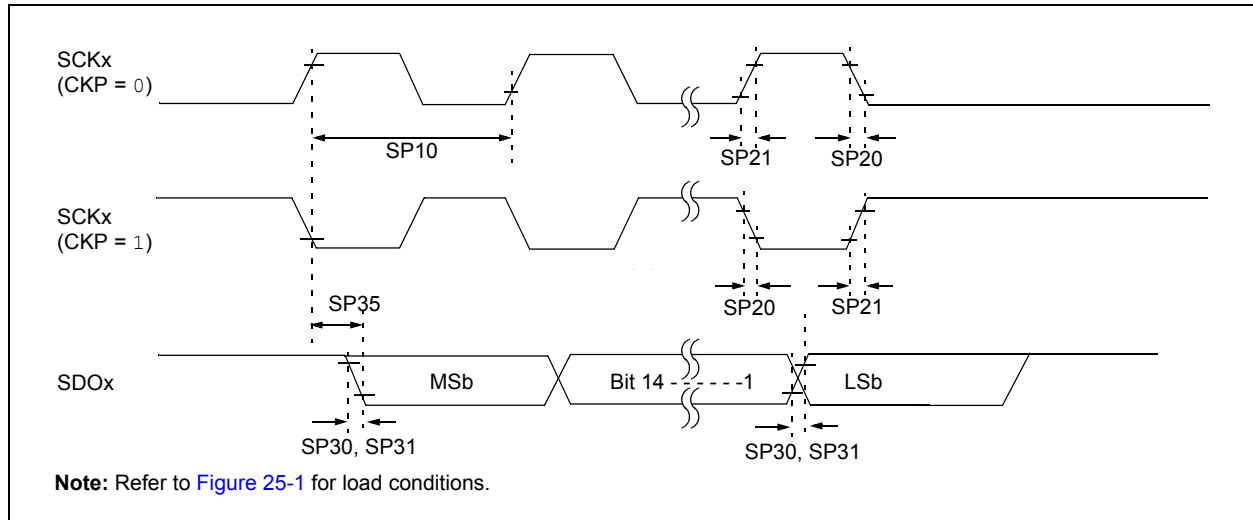 SCKx
(CKP = 0)
SP10
SP21
SP20
SCKx
(CKP = 1)
SP35
SP20
SP21
SDOx
MSb
Bit 14 - - - - - -1
LSb
SP30, SP31
SP30, SP31
Note: Refer to Figure 25-1 for load conditions.